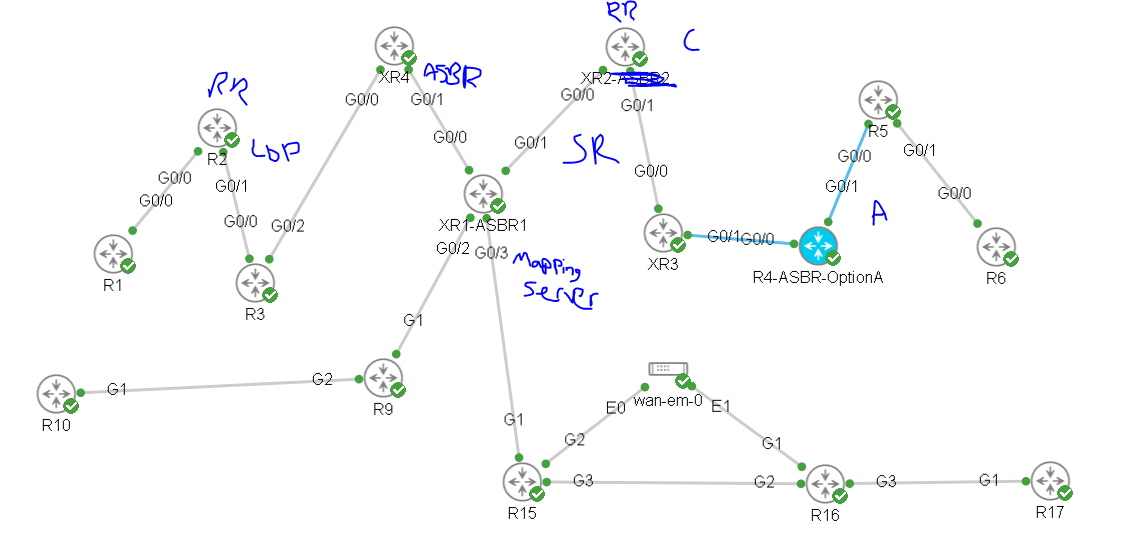 RR
C
XR4
ASBR
XR2-ASBR2
G0/0
G0/1
G0/0
G0/1
RR
R2
LDP
G0/0
G0/1
SR
R5
G0/0
G0/1
G0/0
G0/1
G0/0
G0/0
G0/1
G0/0
G0/0
G0/2
XR1-ASBR1
A
R1
R3
G0/2
G0/3
XR3
G0/1
G0/0
R4-ASBR-OptionA
R6
Mapping
Server
G1
G1
G2
R10
R9
wan-em-0
E0
E1
G1
G2
G1
G3
G2
G3
G1
R15
R16
R17